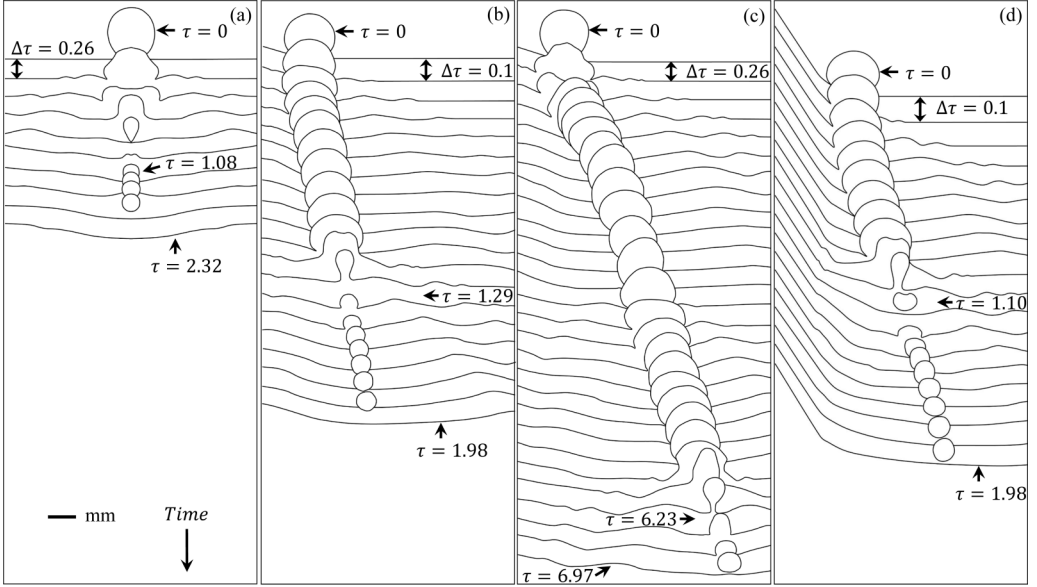 (a)
τ = 0
Δτ = 0.26
τ = 1.08
τ = 2.32
mm
Time
(b)
τ = 0
Δτ = 0.1
τ = 1.29
τ = 1.98
(c)
τ = 0
Δτ = 0.26
τ = 6.23
τ = 6.97
(d)
τ = 0
Δτ = 0.1
τ = 1.10
τ = 1.98